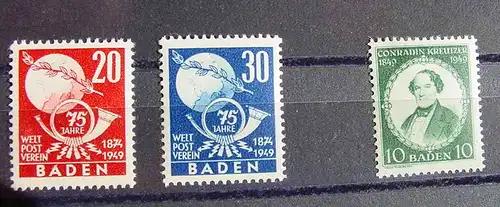 20
75
JAHRE
WELT
POST
VEREIN
1874
1949
BADEN
30
75
JAHRE
WELT
POST
VEREIN
1874
1949
BADEN
CONRADIN KREUTZER
1849 1949
10 10
BADEN